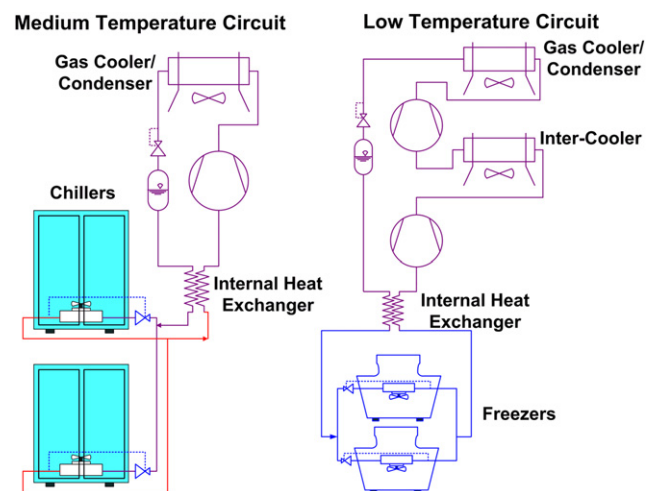 Medium Temperature Circuit
Low Temperature Circuit
Gas Cooler/
Condenser
Gas Cooler/
Condenser
Inter-Cooler
Chillers
Internal Heat
Exchanger
Internal Heat
Exchanger
Freezers